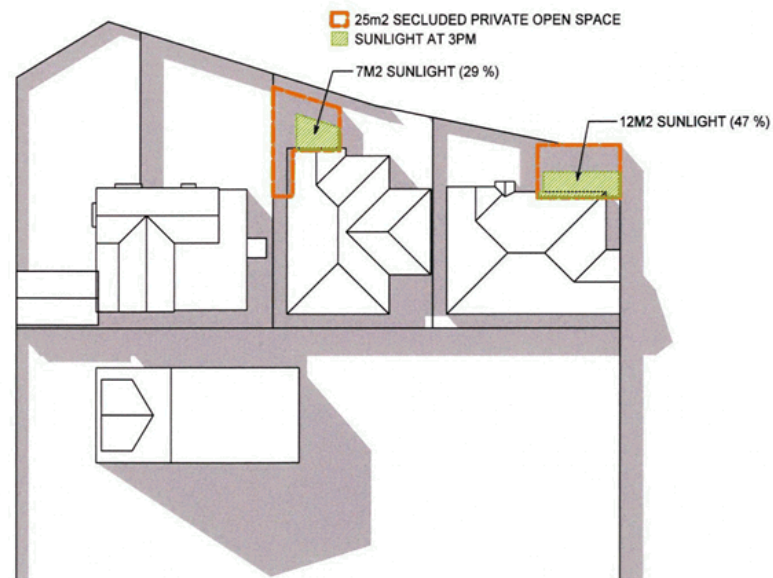 25m2 SECLUDED PRIVATE OPEN SPACE
SUNLIGHT AT 3PM
7M2 SUNLIGHT (29 %)
12M2 SUNLIGHT (47 %)